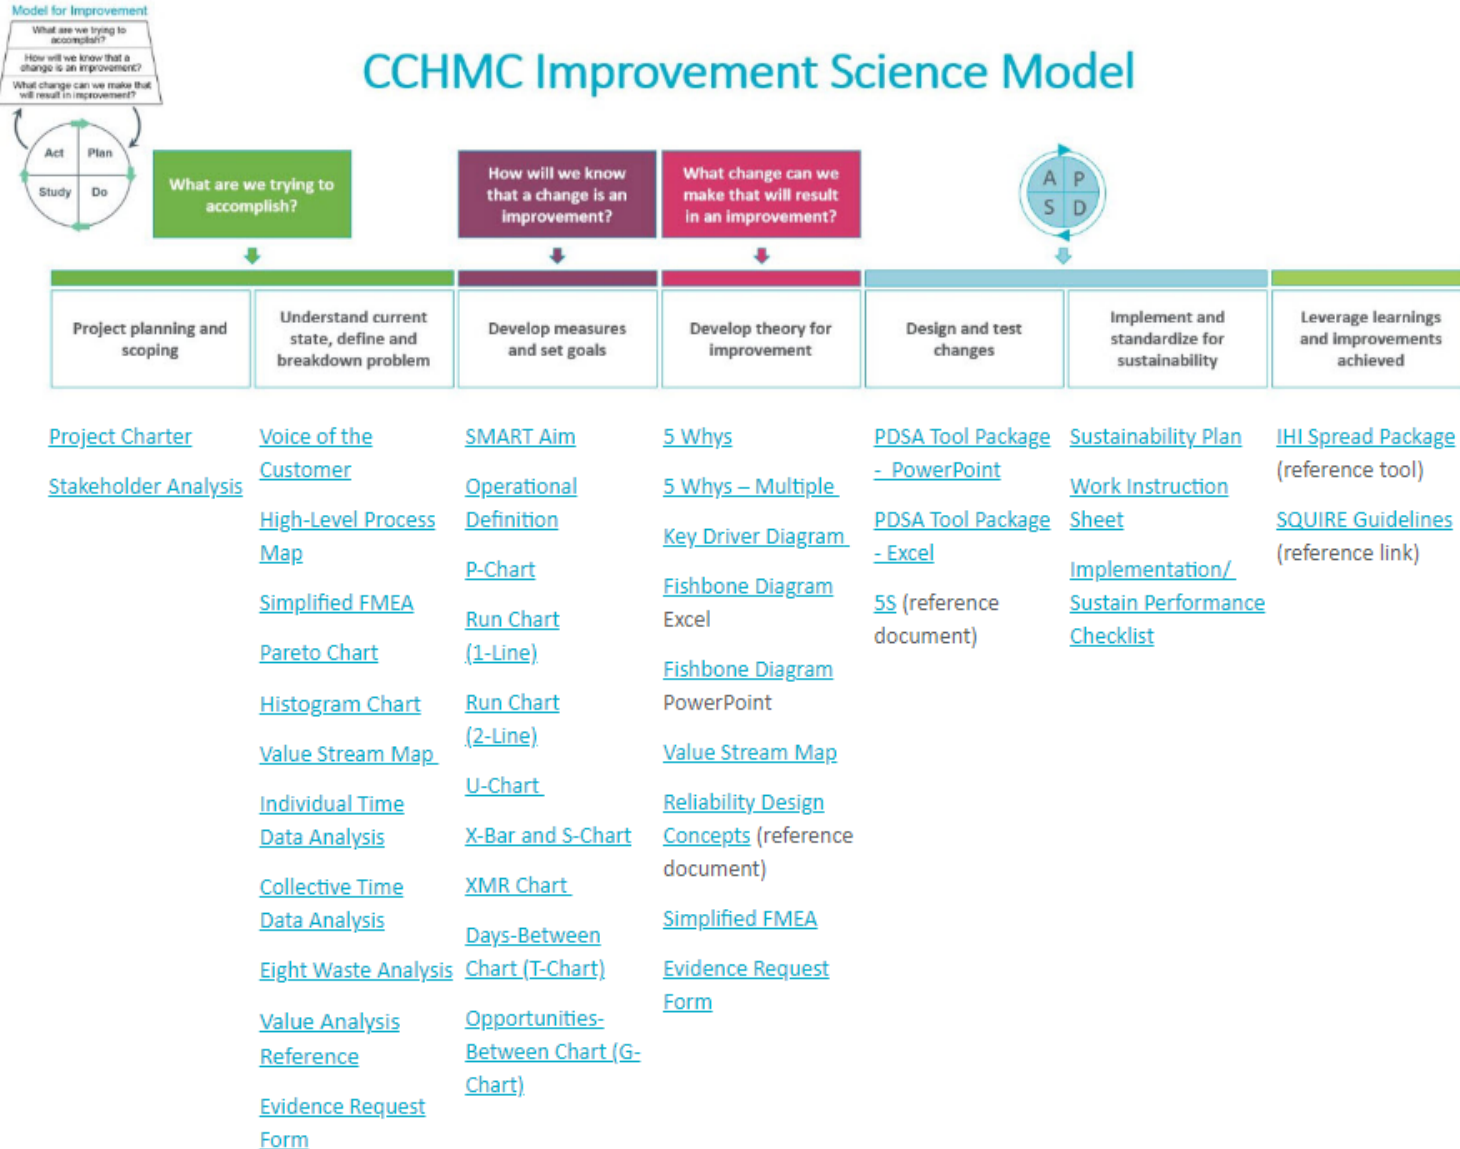 Model for Improvement
What are we trying to
accomplish?
How will we know that a
change is an improvement?
What change can we make that
will result in improvement?
Act
Plan
Study
Do
CCHMC Improvement Science Model
What are we trying to
accomplish?
How will we know
that a change is an
improvement?
What change can we
make that will result
in an improvement?
A P
S D
Project planning and
scoping
Understand current
state, define and
breakdown problem
Develop measures
and set goals
Develop theory for
improvement
Design and test
changes
Implement and
standardize for
sustainability
Leverage learnings
and improvements
achieved
Project Charter
Stakeholder Analysis
Voice of the
Customer
High-Level Process
Map
Simplified FMEA
Pareto Chart
Histogram Chart
Value Stream Map
Individual Time
Data Analysis
Collective Time
Data Analysis
Eight Waste Analysis
Value Analysis
Reference
Evidence Request
Form
SMART Aim
Operational
Definition
P-Chart
Run Chart
(1-Line)
Run Chart
(2-Line)
U-Chart
X-Bar and S-Chart
XMR Chart
Days-Between
Chart (T-Chart)
Opportunities-
Between Chart (G-
Chart)
5 Whys
5 Whys – Multiple
Key Driver Diagram
Fishbone Diagram
Excel
Fishbone Diagram
PowerPoint
Value Stream Map
Reliability Design
Concepts (reference
document)
Simplified FMEA
Evidence Request
Form
PDSA Tool Package
- PowerPoint
PDSA Tool Package
- Excel
5S (reference
document)
Sustainability Plan
Work Instruction
Sheet
Implementation/
Sustain Performance
Checklist
IHI Spread Package
(reference tool)
SQUIRE Guidelines
(reference link)